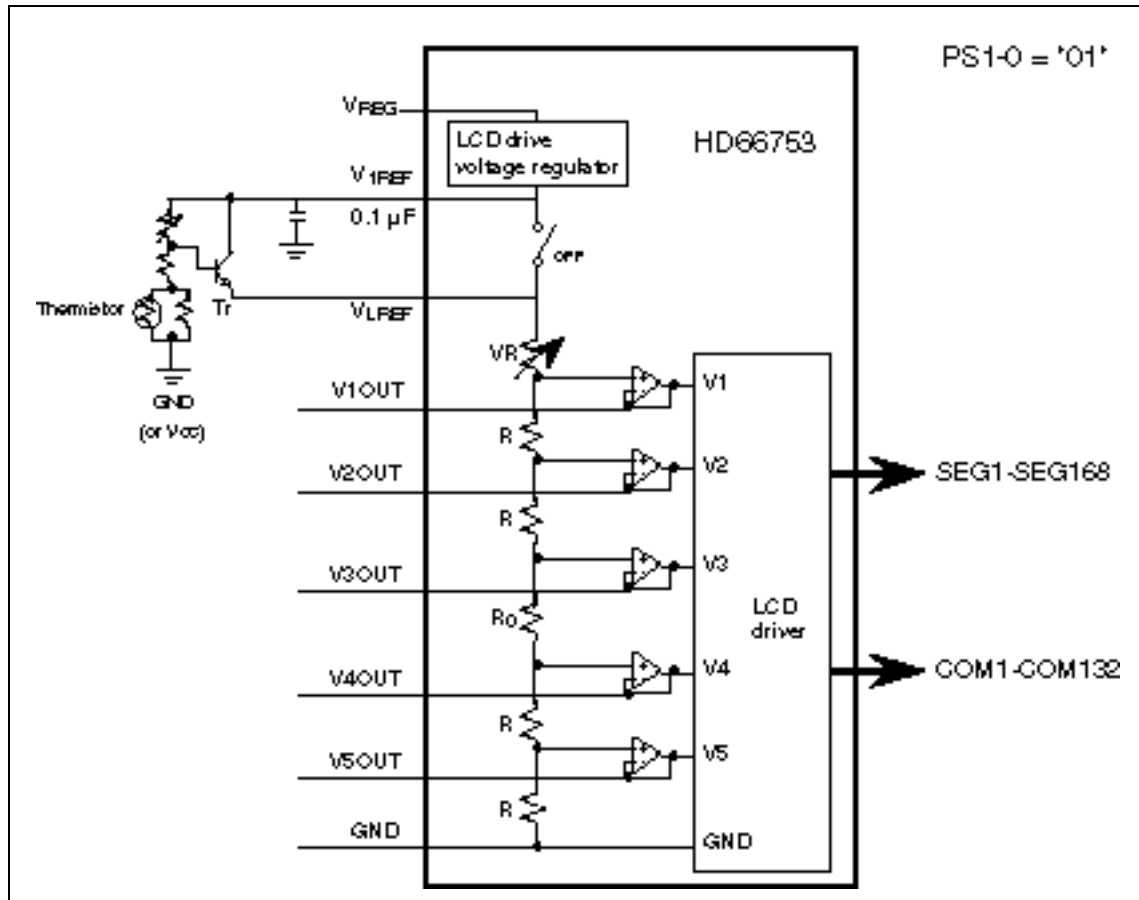 PS1-0 = "01"
VREG
LCD drive
voltage regulator
HD66753
V1REF
0.1 µF
OFF
Thermistor
Tr
VLREF
VR
GND
(or Vcc)
V1OUT
V1
R
V2OUT
V2
SEG1-SEG168
R
V3OUT
V3
R0
LCD
driver
V4OUT
V4
COM1-COM132
R
V5OUT
V5
R
GND
GND